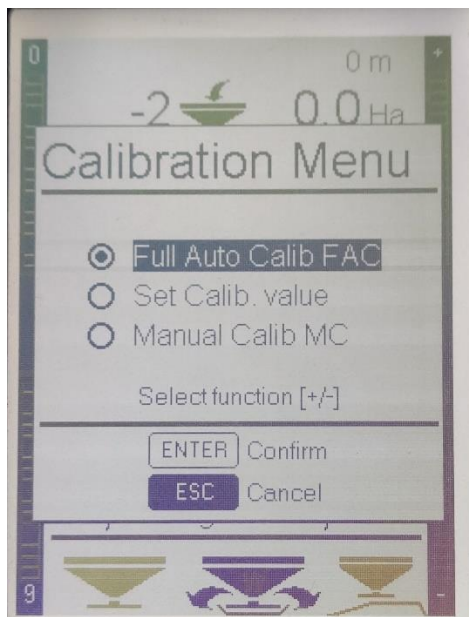 0
0 m
+
-2
0.0 Ha
Calibration Menu
Full Auto Calib FAC
Set Calib. value
Manual Calib MC
Select function [+/-]
ENTER Confirm
ESC Cancel
9
-